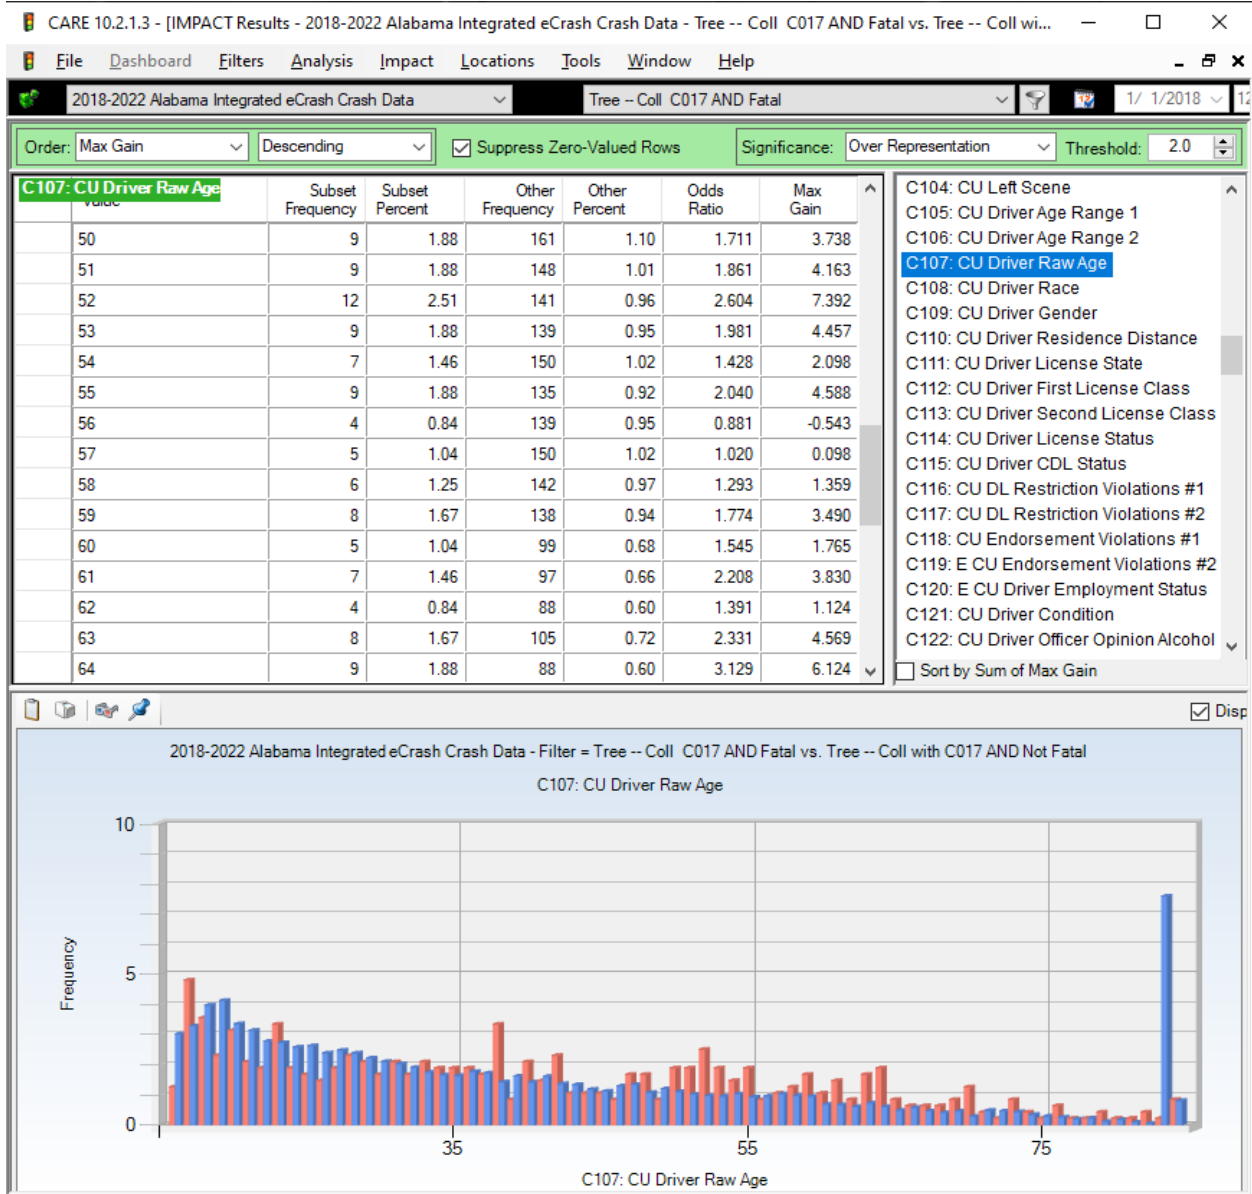 CARE 10.2.1.3 - [IMPACT Results - 2018-2022 Alabama Integrated eCrash Crash Data - Tree -- Coll C017 AND Fatal vs. Tree -- Coll wi...
File Dashboard Filters Analysis Impact Locations Tools Window Help
2018-2022 Alabama Integrated eCrash Crash Data Tree -- Coll C017 AND Fatal 1/ 1/2018 12
Order: Max Gain Descending Suppress Zero-Valued Rows Significance: Over Representation Threshold: 2.0
C107: CU Driver Raw Age
Value Subset Frequency Subset Percent Other Frequency Other Percent Odds Ratio Max Gain
50 9 1.88 161 1.10 1.711 3.738
51 9 1.88 148 1.01 1.861 4.163
52 12 2.51 141 0.96 2.604 7.392
53 9 1.88 139 0.95 1.981 4.457
54 7 1.46 150 1.02 1.428 2.098
55 9 1.88 135 0.92 2.040 4.588
56 4 0.84 139 0.95 0.881 -0.543
57 5 1.04 150 1.02 1.020 0.098
58 6 1.25 142 0.97 1.293 1.359
59 8 1.67 138 0.94 1.774 3.490
60 5 1.04 99 0.68 1.545 1.765
61 7 1.46 97 0.66 2.208 3.830
62 4 0.84 88 0.60 1.391 1.124
63 8 1.67 105 0.72 2.331 4.569
64 9 1.88 88 0.60 3.129 6.124
C104: CU Left Scene
C105: CU Driver Age Range 1
C106: CU Driver Age Range 2
C107: CU Driver Raw Age
C108: CU Driver Race
C109: CU Driver Gender
C110: CU Driver Residence Distance
C111: CU Driver License State
C112: CU Driver First License Class
C113: CU Driver Second License Class
C114: CU Driver License Status
C115: CU Driver CDL Status
C116: CU DL Restriction Violations #1
C117: CU DL Restriction Violations #2
C118: CU Endorsement Violations #1
C119: E CU Endorsement Violations #2
C120: E CU Driver Employment Status
C121: CU Driver Condition
C122: CU Driver Officer Opinion Alcohol
Sort by Sum of Max Gain
Disp
2018-2022 Alabama Integrated eCrash Crash Data - Filter = Tree -- Coll C017 AND Fatal vs. Tree -- Coll with C017 AND Not Fatal
C107: CU Driver Raw Age
10
5
0
Frequency
35 55 75
C107: CU Driver Raw Age